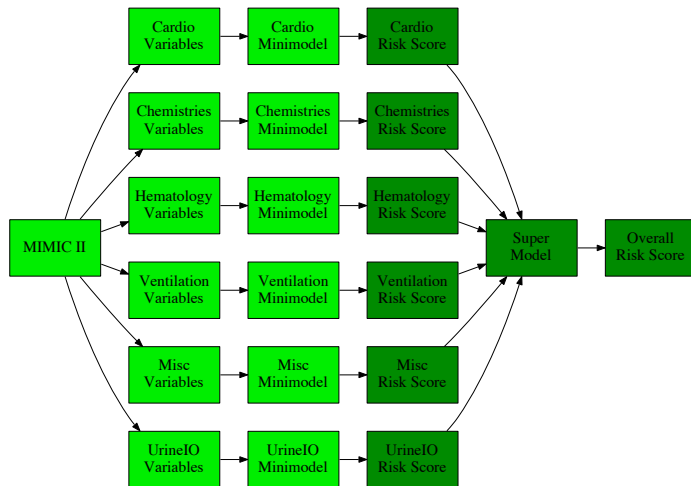 Cardio
Variables
Cardio
Minimodel
Cardio
Risk Score
Chemistries
Variables
Chemistries
Minimodel
Chemistries
Risk Score
Hematology
Variables
Hematology
Minimodel
Hematology
Risk Score
MIMIC II
Super
Model
Overall
Risk Score
Ventilation
Variables
Ventilation
Minimodel
Ventilation
Risk Score
Misc
Variables
Misc
Minimodel
Misc
Risk Score
UrineIO
Variables
UrineIO
Minimodel
UrineIO
Risk Score